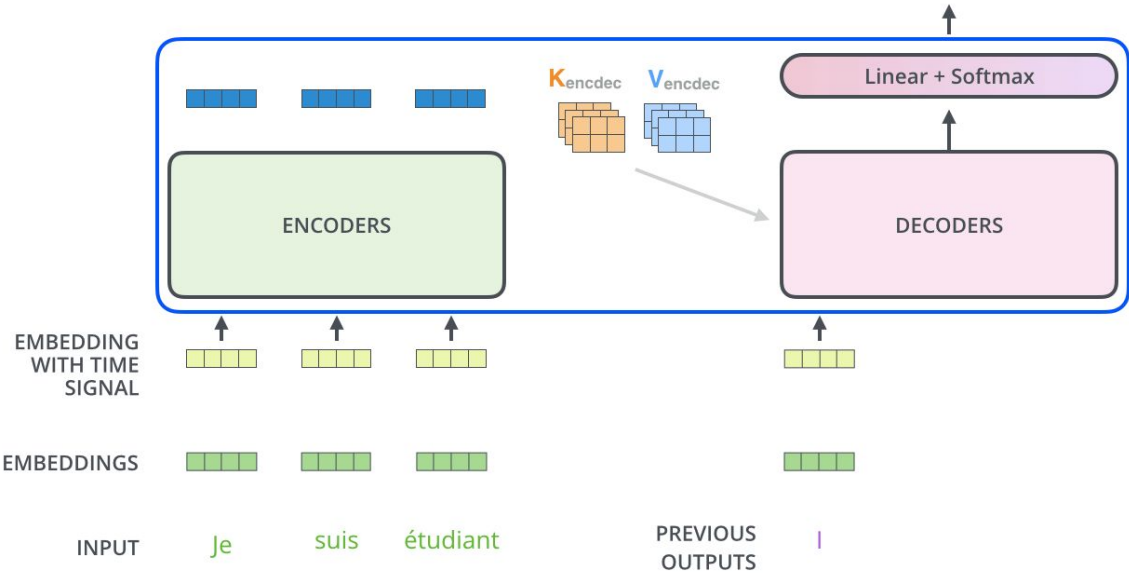 Linear + Softmax
Kencdec
Vencdec
ENCODERS
DECODERS
EMBEDDING
WITH TIME
SIGNAL
EMBEDDINGS
INPUT
Je
suis
étudiant
PREVIOUS
OUTPUTS
I